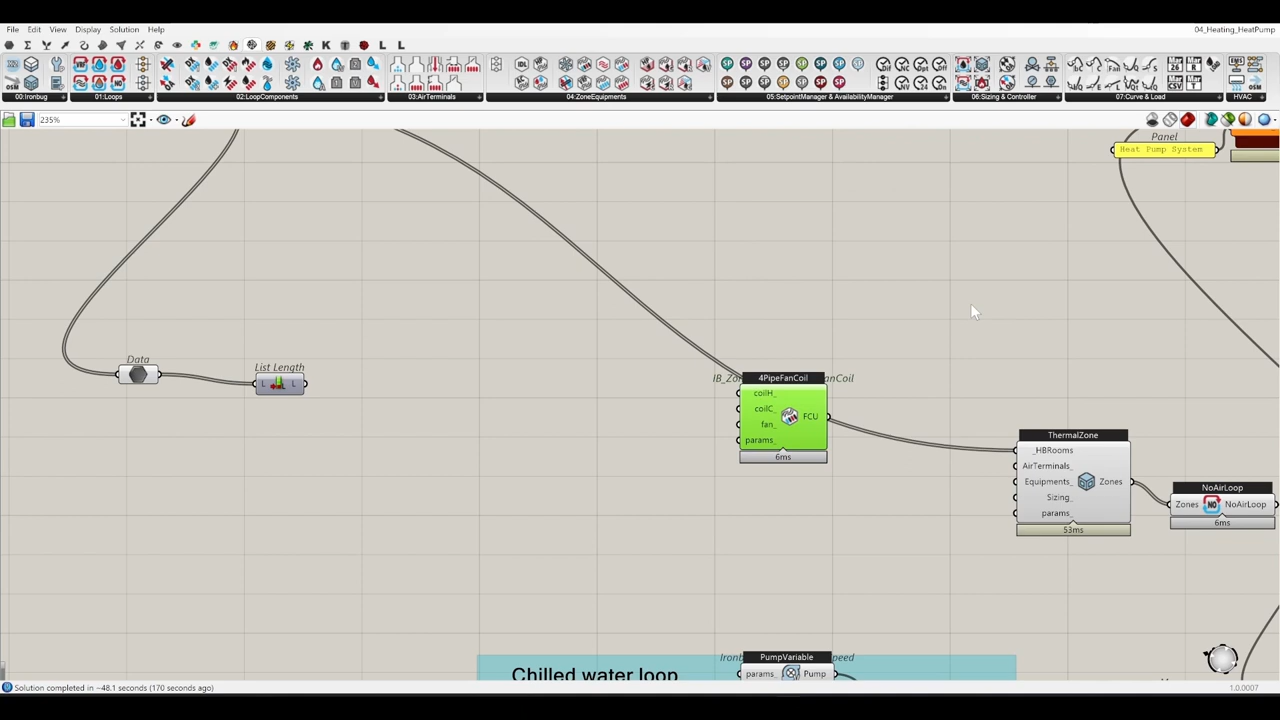 File Edit View Display Solution Help
04_Heating_HeatPump
K L L
00:Ironbug 01:Loops 02:LoopComponents 03:AirTerminals 04:ZoneEquipments 05:SetpointManager & AvailabilityManager 06:Sizing & Controller 07:Curve & Load HVAC
235%
Panel
Heat Pump System
Data
List Length
L L
4PipeFanCoil
coilH_
coilC_
fan_
params_
FCU
6ms
ThermalZone
_HBRooms
AirTerminals_
Equipments_
Sizing_
params_
Zones
53ms
NoAirLoop
Zones NO NoAirLoop
6ms
Chilled water loop
PumpVariable
params_ Pump
Solution completed in ~48.1 seconds (170 seconds ago)
1.0.0007